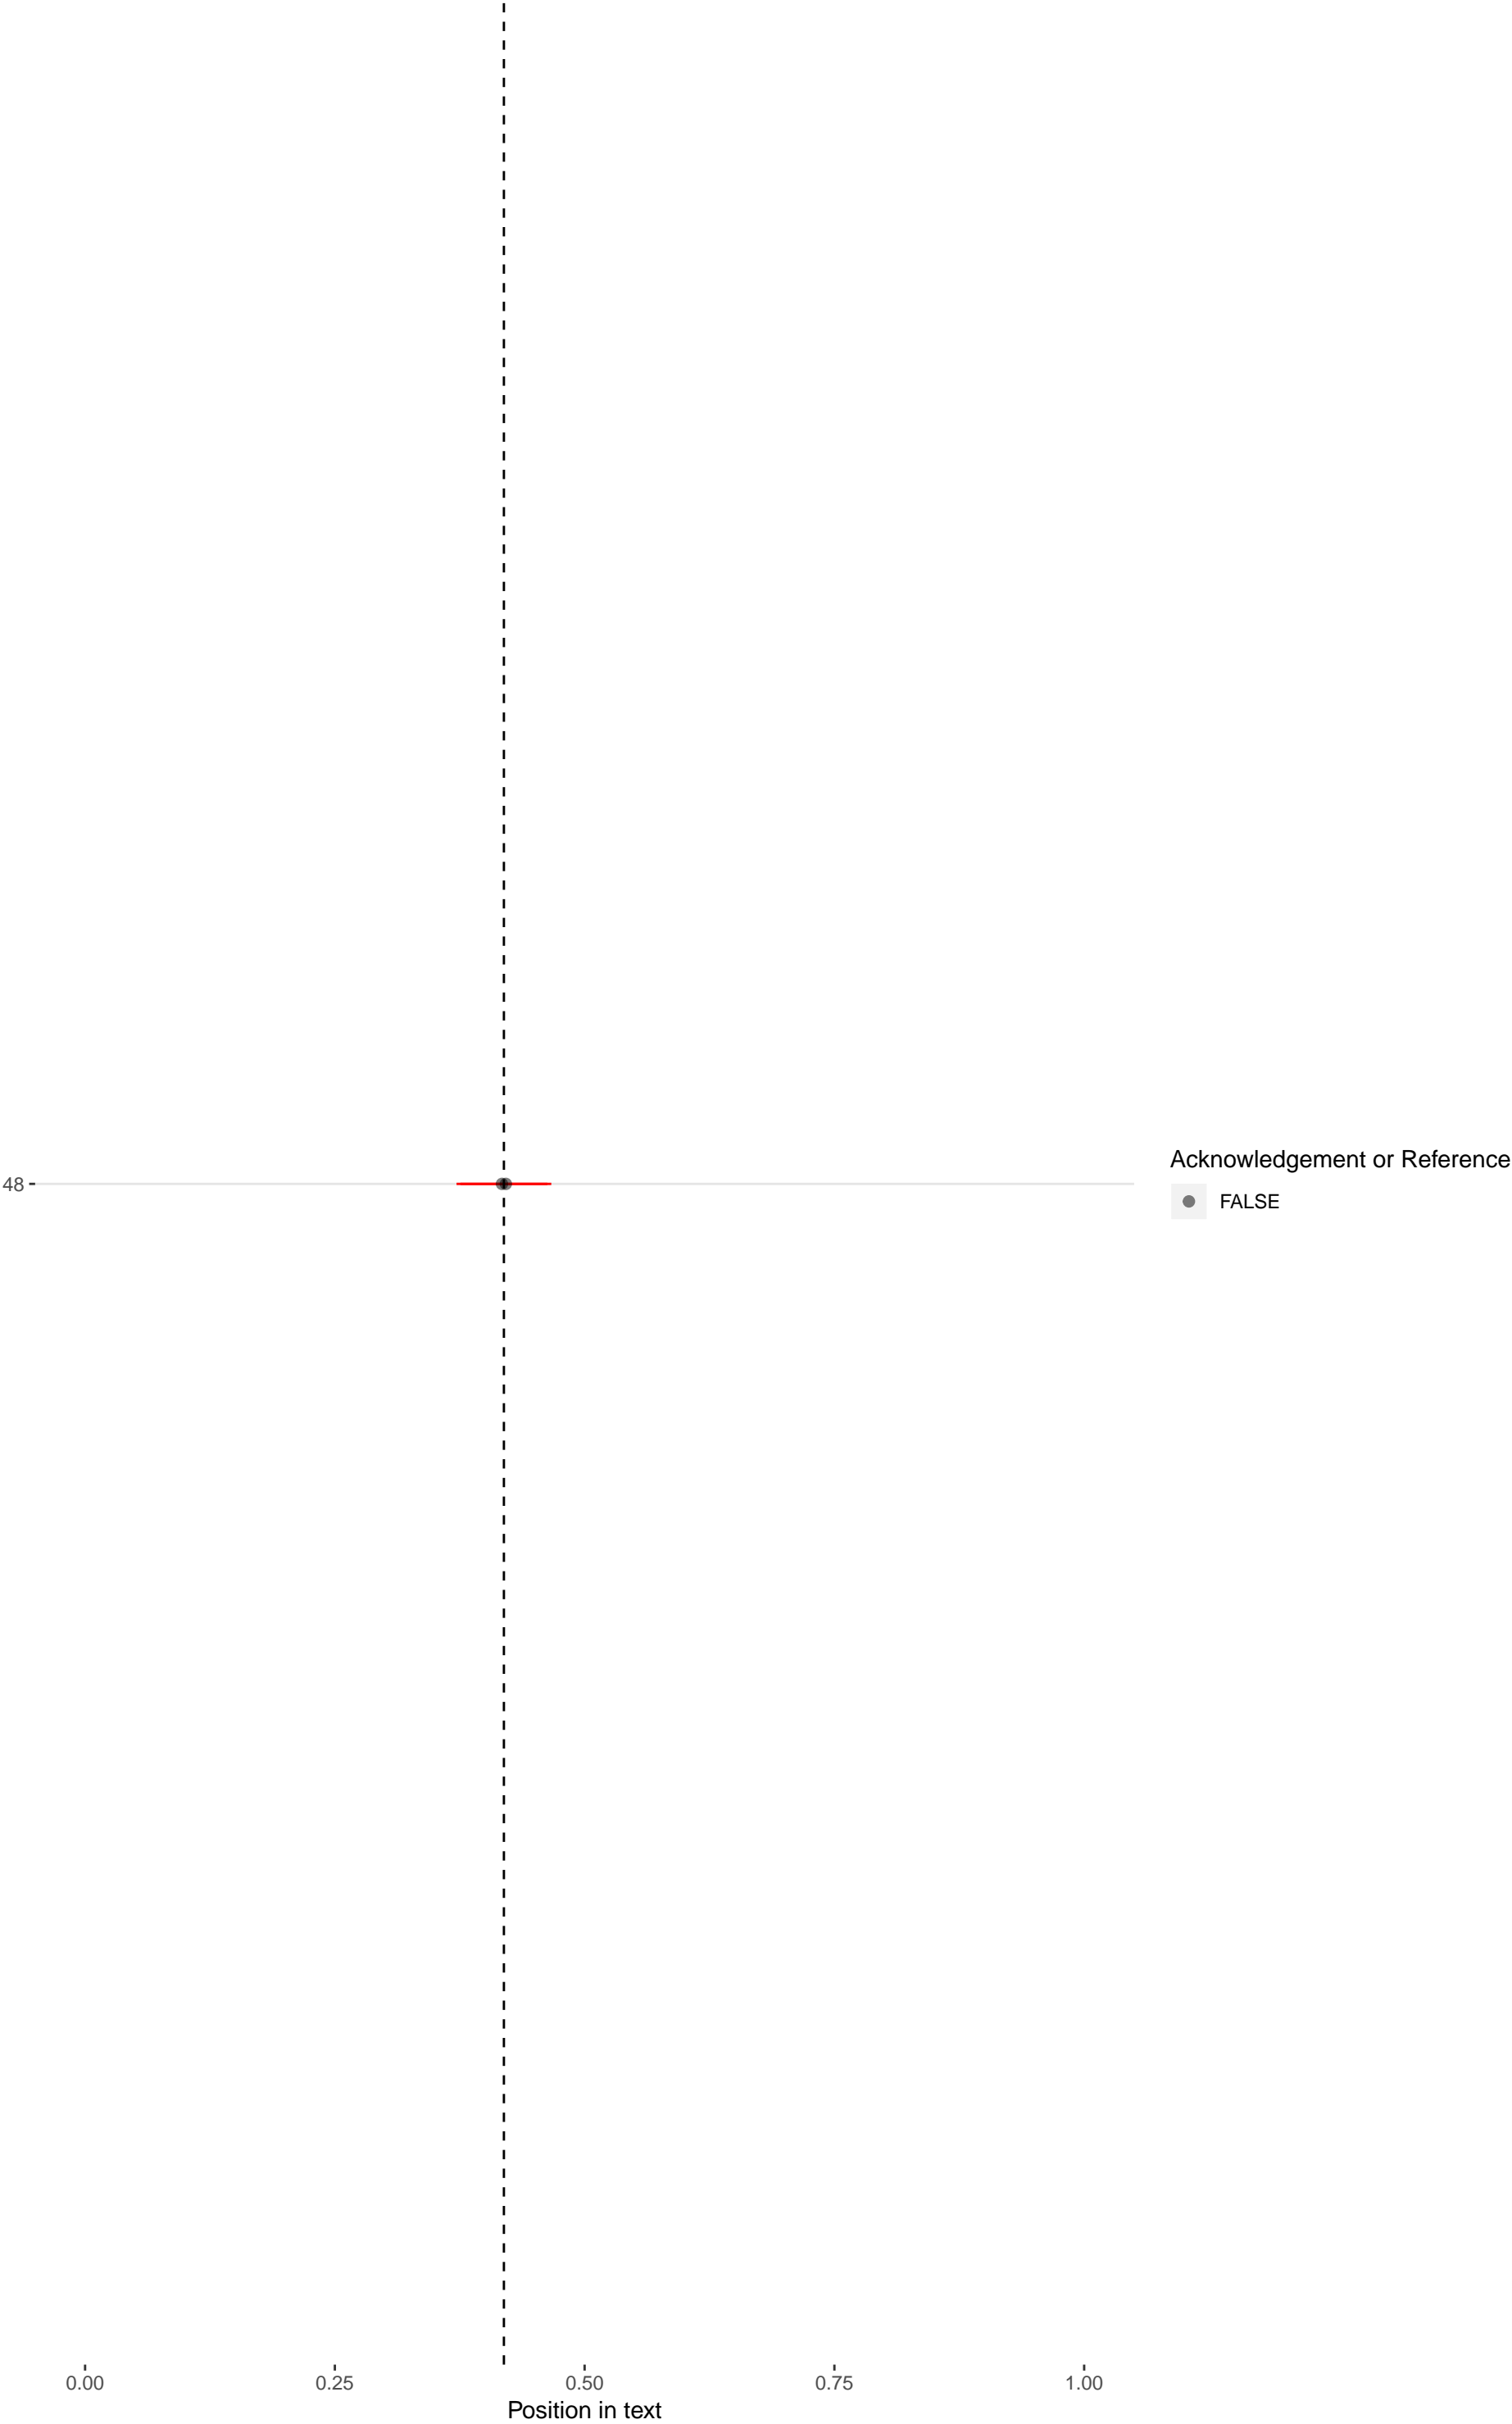 48
Acknowledgement or Reference
FALSE
0.00 0.25 0.50 0.75 1.00
Position in text